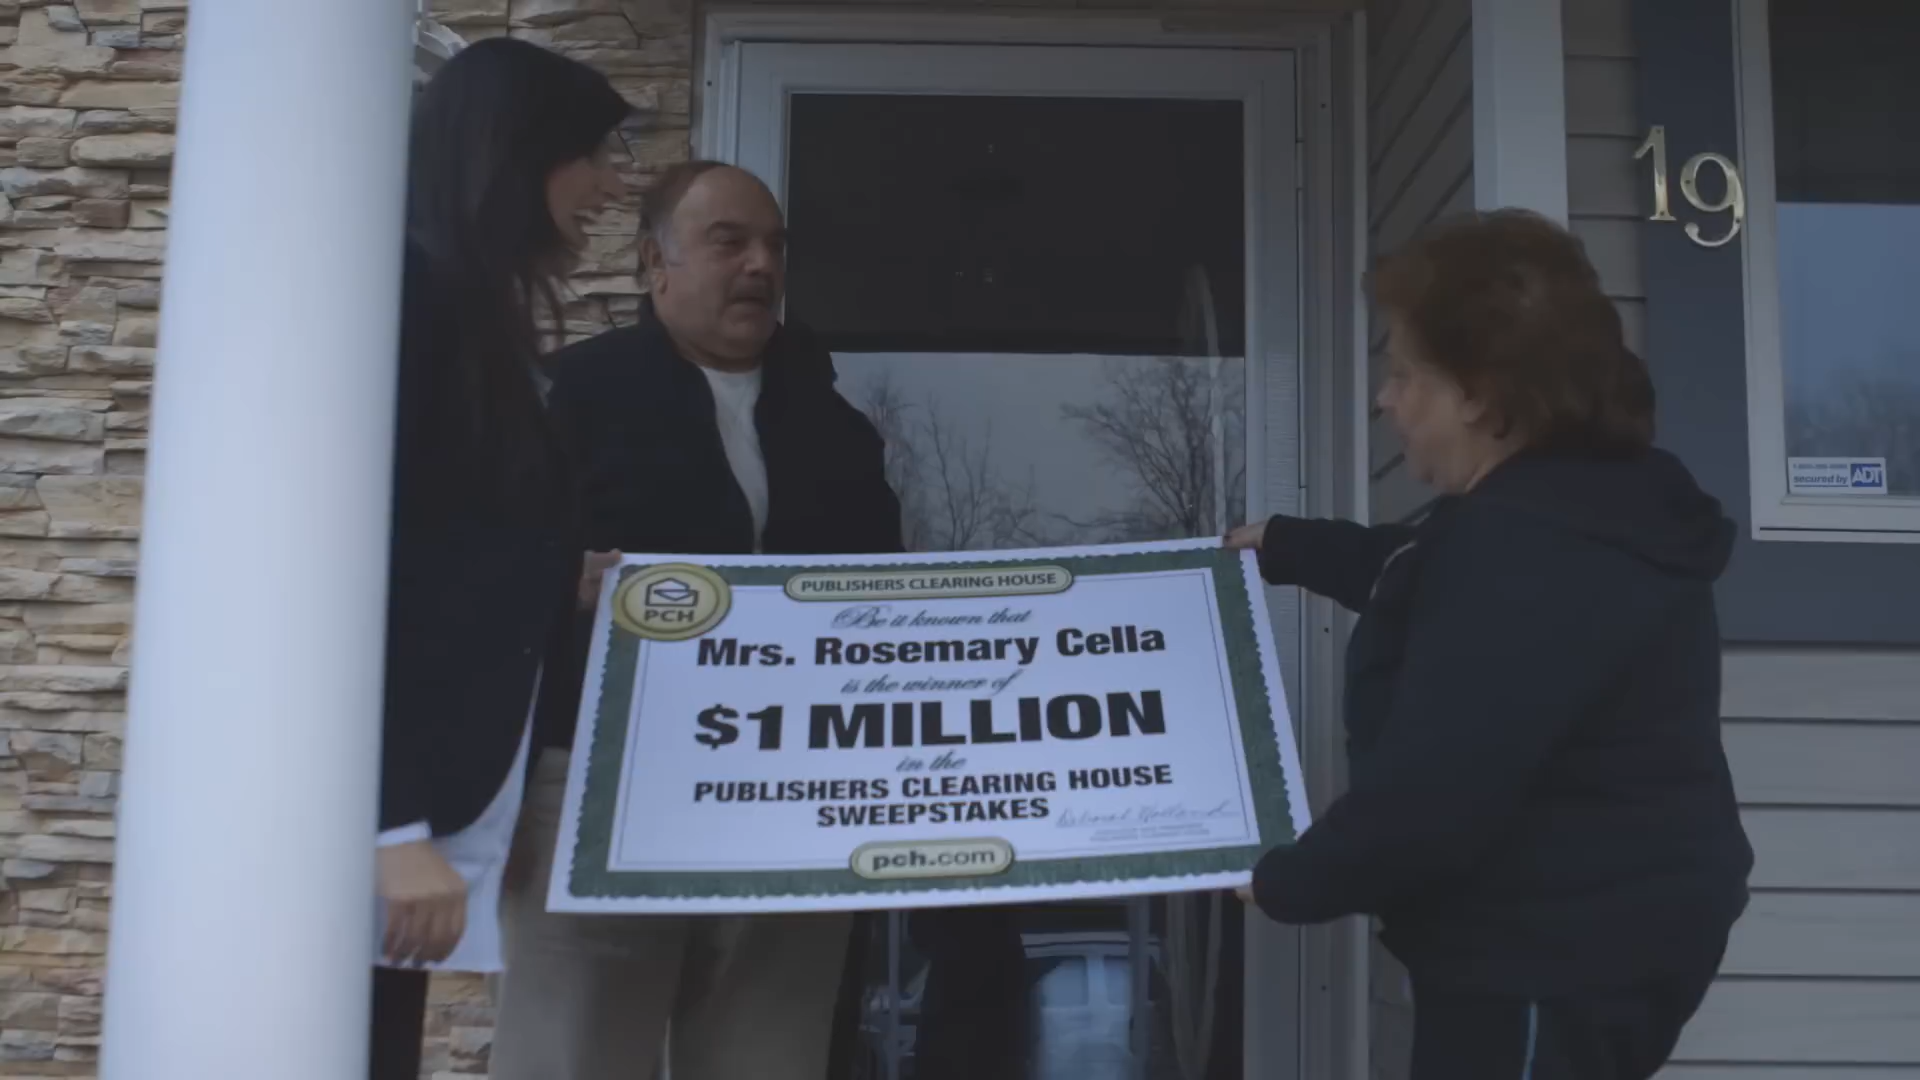 19
secured by ADT
PUBLISHERS CLEARING HOUSE
PCH
Be it known that
Mrs. Rosemary Cella
is the winner of
$1 MILLION
in the
PUBLISHERS CLEARING HOUSE
SWEEPSTAKES
pch.com